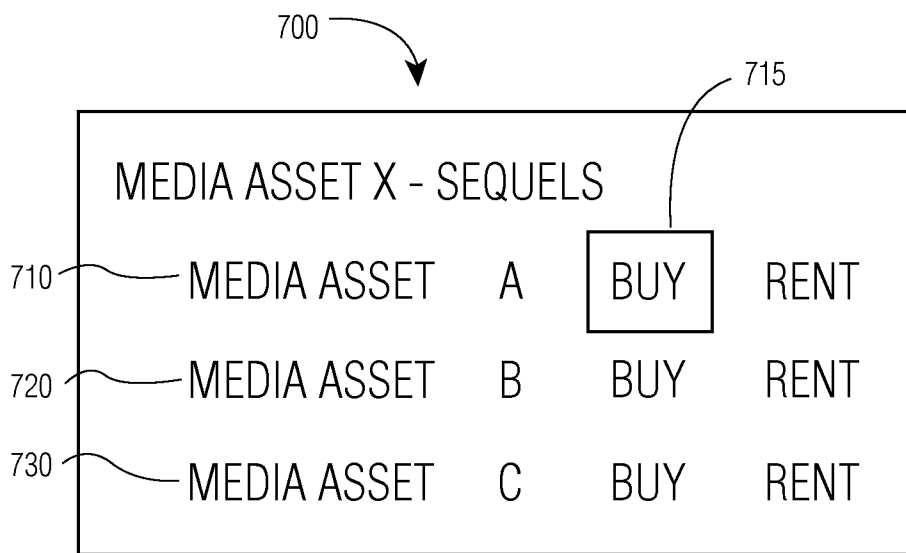 700
715
MEDIA ASSET X - SEQUELS
710 MEDIA ASSET A BUY RENT
720 MEDIA ASSET B BUY RENT
730 MEDIA ASSET C BUY RENT